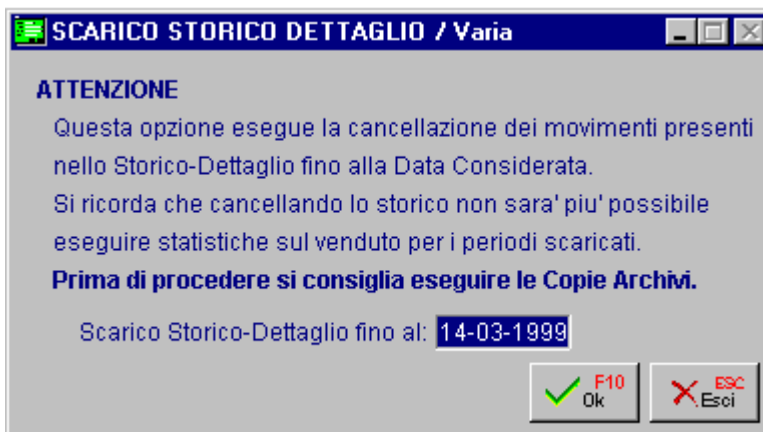 SCARICO STORICO DETTAGLIO / Varia
ATTENZIONE
Questa opzione esegue la cancellazione dei movimenti presenti
nello Storico-Dettaglio fino alla Data Considerata.
Si ricorda che cancellando lo storico non sara' piu' possibile
eseguire statistiche sul venduto per i periodi scaricati.
Prima di procedere si consiglia eseguire le Copie Archivi.
Scarico Storico-Dettaglio fino al: 14-03-1999
F10
Ok
ESC
Esci